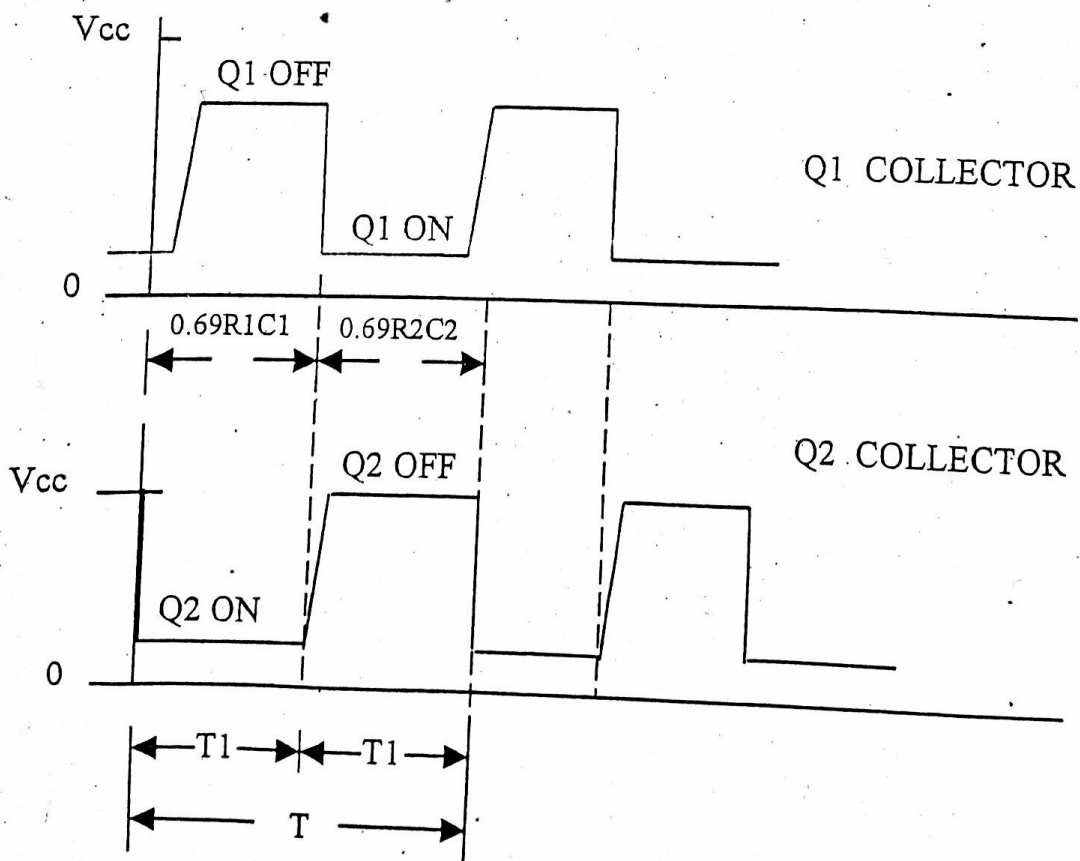 Vcc
Q1 OFF
Q1 COLLECTOR
Q1 ON
0
0.69R1C1
0.69R2C2
Q2 COLLECTOR
Q2 OFF
Vcc
Q2 ON
0
T1
T1
T